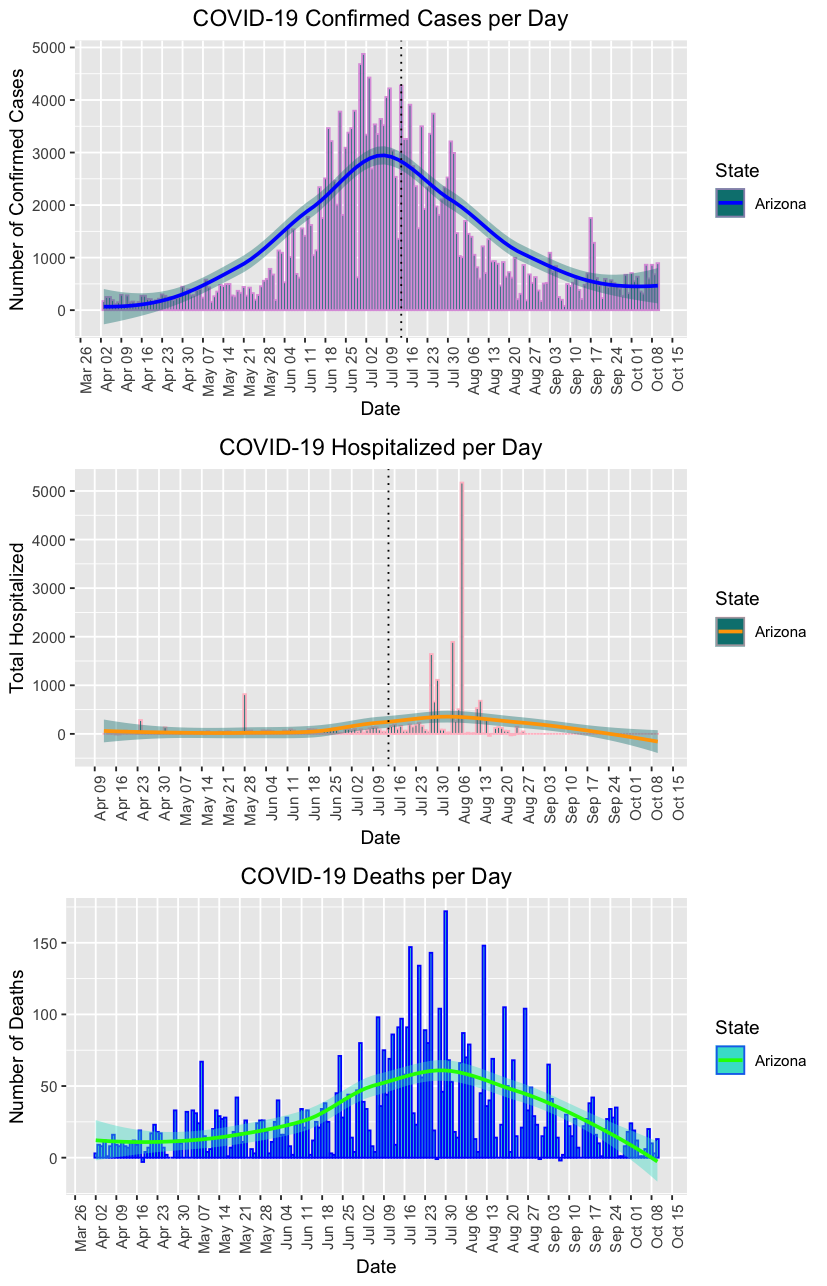 COVID-19 Confirmed Cases per Day
5000
4000
3000
2000
1000
0
Number of Confirmed Cases
Mar 26
Apr 02
Apr 09
Apr 16
Apr 23
Apr 30
May 07
May 14
May 21
May 28
Jun 04
Jun 11
Jun 18
Jun 25
Jul 02
Jul 09
Jul 16
Jul 23
Jul 30
Aug 06
Aug 13
Aug 20
Aug 27
Sep 03
Sep 10
Sep 17
Sep 24
Oct 01
Oct 08
Oct 15
Date
State
Arizona
COVID-19 Hospitalized per Day
5000
4000
3000
2000
1000
0
Total Hospitalized
Apr 09
Apr 16
Apr 23
Apr 30
May 07
May 14
May 21
May 28
Jun 04
Jun 11
Jun 18
Jun 25
Jul 02
Jul 09
Jul 16
Jul 23
Jul 30
Aug 06
Aug 13
Aug 20
Aug 27
Sep 03
Sep 10
Sep 17
Sep 24
Oct 01
Oct 08
Oct 15
Date
State
Arizona
COVID-19 Deaths per Day
150
100
50
0
Number of Deaths
Mar 26
Apr 02
Apr 09
Apr 16
Apr 23
Apr 30
May 07
May 14
May 21
May 28
Jun 04
Jun 11
Jun 18
Jun 25
Jul 02
Jul 09
Jul 16
Jul 23
Jul 30
Aug 06
Aug 13
Aug 20
Aug 27
Sep 03
Sep 10
Sep 17
Sep 24
Oct 01
Oct 08
Oct 15
Date
State
Arizona